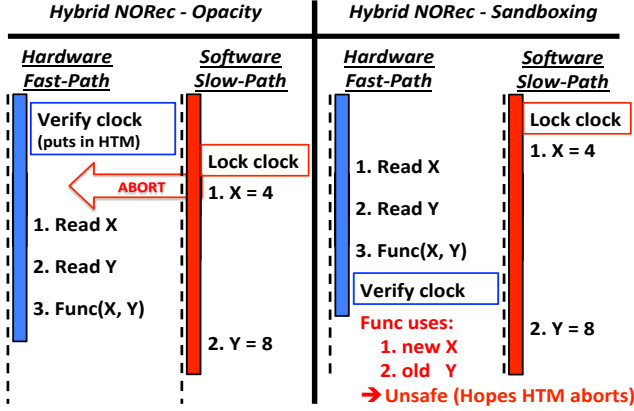 Hybrid NORec - Opacity
Hardware Fast-Path
Software Slow-Path
Verify clock
(puts in HTM)
Lock clock
ABORT
1. X = 4
1. Read X
2. Read Y
3. Func(X, Y)
2. Y = 8
Hybrid NORec - Sandboxing
Hardware Fast-Path
Software Slow-Path
Lock clock
1. X = 4
1. Read X
2. Read Y
3. Func(X, Y)
Verify clock
Func uses:
1. new X
2. old Y
2. Y = 8
➔ Unsafe (Hopes HTM aborts)